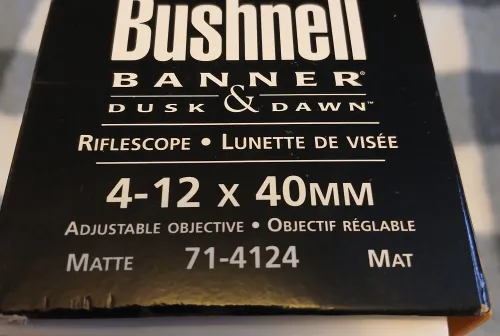 Bushnell
BANNER®
DUSK & DAWN™
RIFLESCOPE • LUNETTE DE VISÉE
4-12 X 40MM
ADJUSTABLE OBJECTIVE • OBJECTIF RÉGLABLE
MATTE 71-4124 MAT